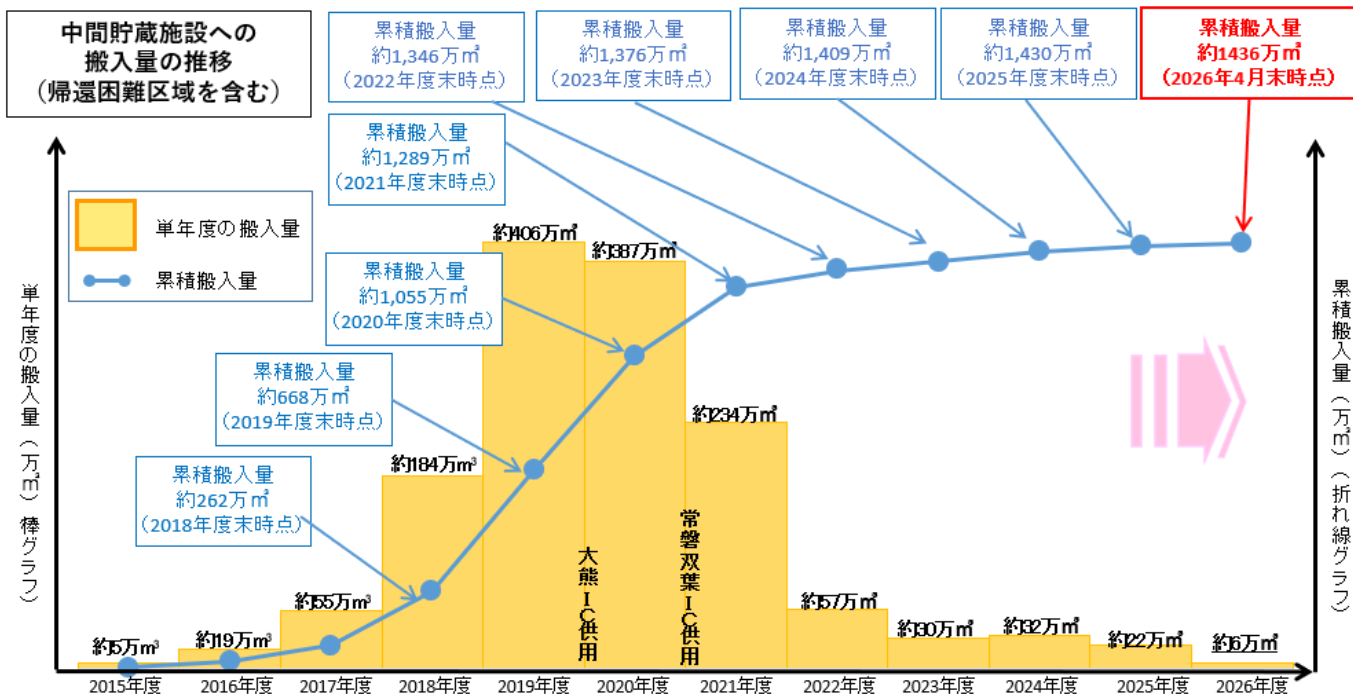 中間貯蔵施設への
搬入量の推移
(帰還困難区域を含む)
累積搬入量
約1,346万㎥
(2022年度末時点)
累積搬入量
約1,376万㎥
(2023年度末時点)
累積搬入量
約1,409万㎥
(2024年度末時点)
累積搬入量
約1,430万㎥
(2025年度末時点)
累積搬入量
約1436万㎥
(2026年4月末時点)
累積搬入量
約1,289万㎥
(2021年度末時点)
単年度の搬入量
累積搬入量
累積搬入量
約1,055万㎥
(2020年度末時点)
累積搬入量
約668万㎥
(2019年度末時点)
累積搬入量
約262万㎥
(2018年度末時点)
単年度の搬入量(万㎥)棒グラフ)
累積搬入量(万㎥)(折れ線グラフ)
約5万m³
約19万m³
約55万m³
約184万m³
約406万㎥
約387万㎥
約234万㎥
約57万㎥
約30万㎥
約32万㎥
約22万㎥
約6万㎥
大熊IC供用
常磐双葉IC供用
2015年度
2016年度
2017年度
2018年度
2019年度
2020年度
2021年度
2022年度
2023年度
2024年度
2025年度
2026年度